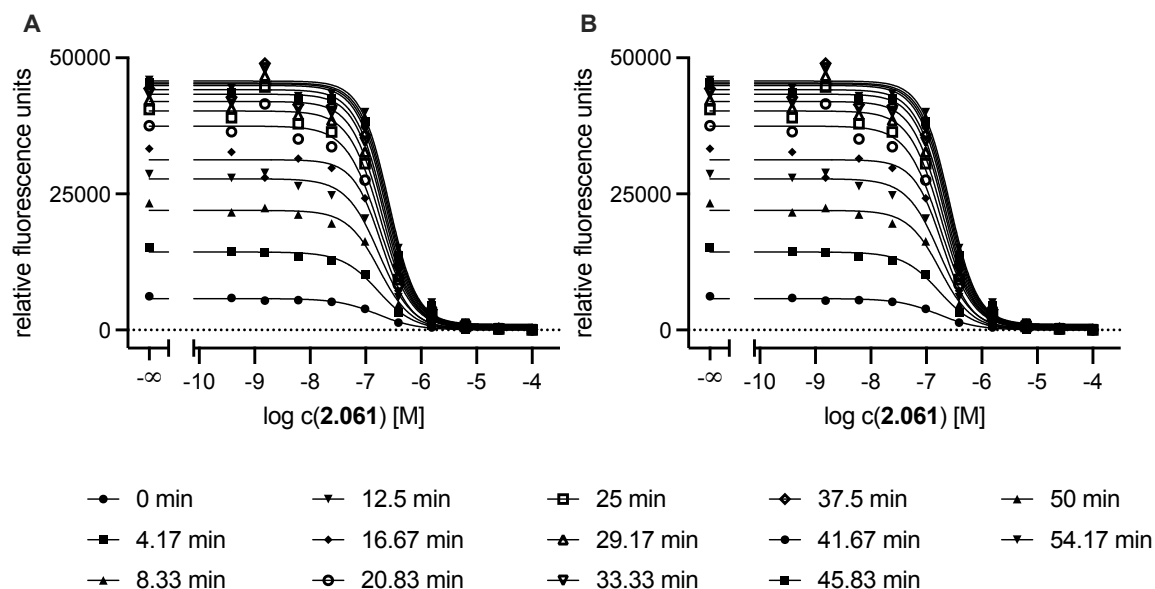 A
B
relative fluorescence units
50000
25000
0
-∞
-10
-9
-8
-7
-6
-5
-4
log c(2.061) [M]
relative fluorescence units
50000
25000
0
-∞
-10
-9
-8
-7
-6
-5
-4
log c(2.061) [M]
0 min
12.5 min
25 min
37.5 min
50 min
4.17 min
16.67 min
29.17 min
41.67 min
54.17 min
8.33 min
20.83 min
33.33 min
45.83 min